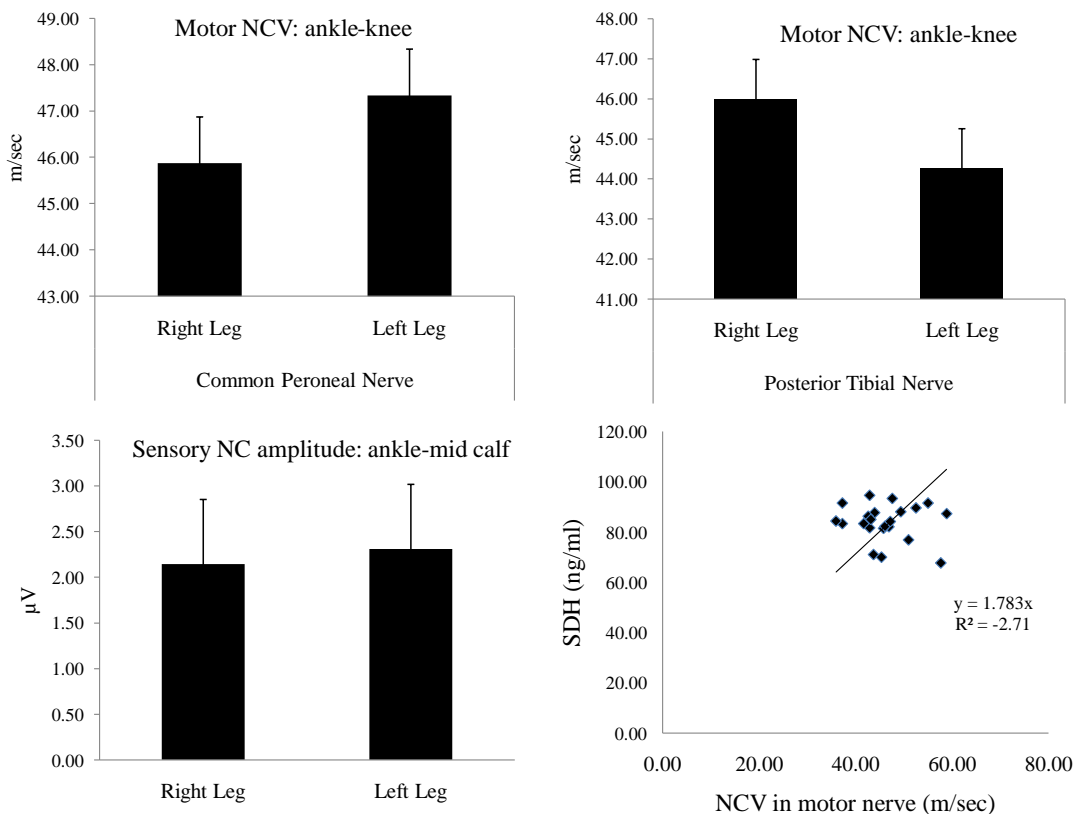 Motor NCV: ankle-knee
49.00
48.00
47.00
46.00
45.00
44.00
43.00
m/sec
Right Leg Left Leg
Common Peroneal Nerve
Motor NCV: ankle-knee
48.00
47.00
46.00
45.00
44.00
43.00
42.00
41.00
m/sec
Right Leg Left Leg
Posterior Tibial Nerve
Sensory NC amplitude: ankle-mid calf
3.50
3.00
2.50
2.00
1.50
1.00
0.50
0.00
µV
Right Leg Left Leg
120.00
100.00
80.00
60.00
40.00
20.00
0.00
SDH (ng/ml)
y = 1.783x
R² = -2.71
0.00 20.00 40.00 60.00 80.00
NCV in motor nerve (m/sec)